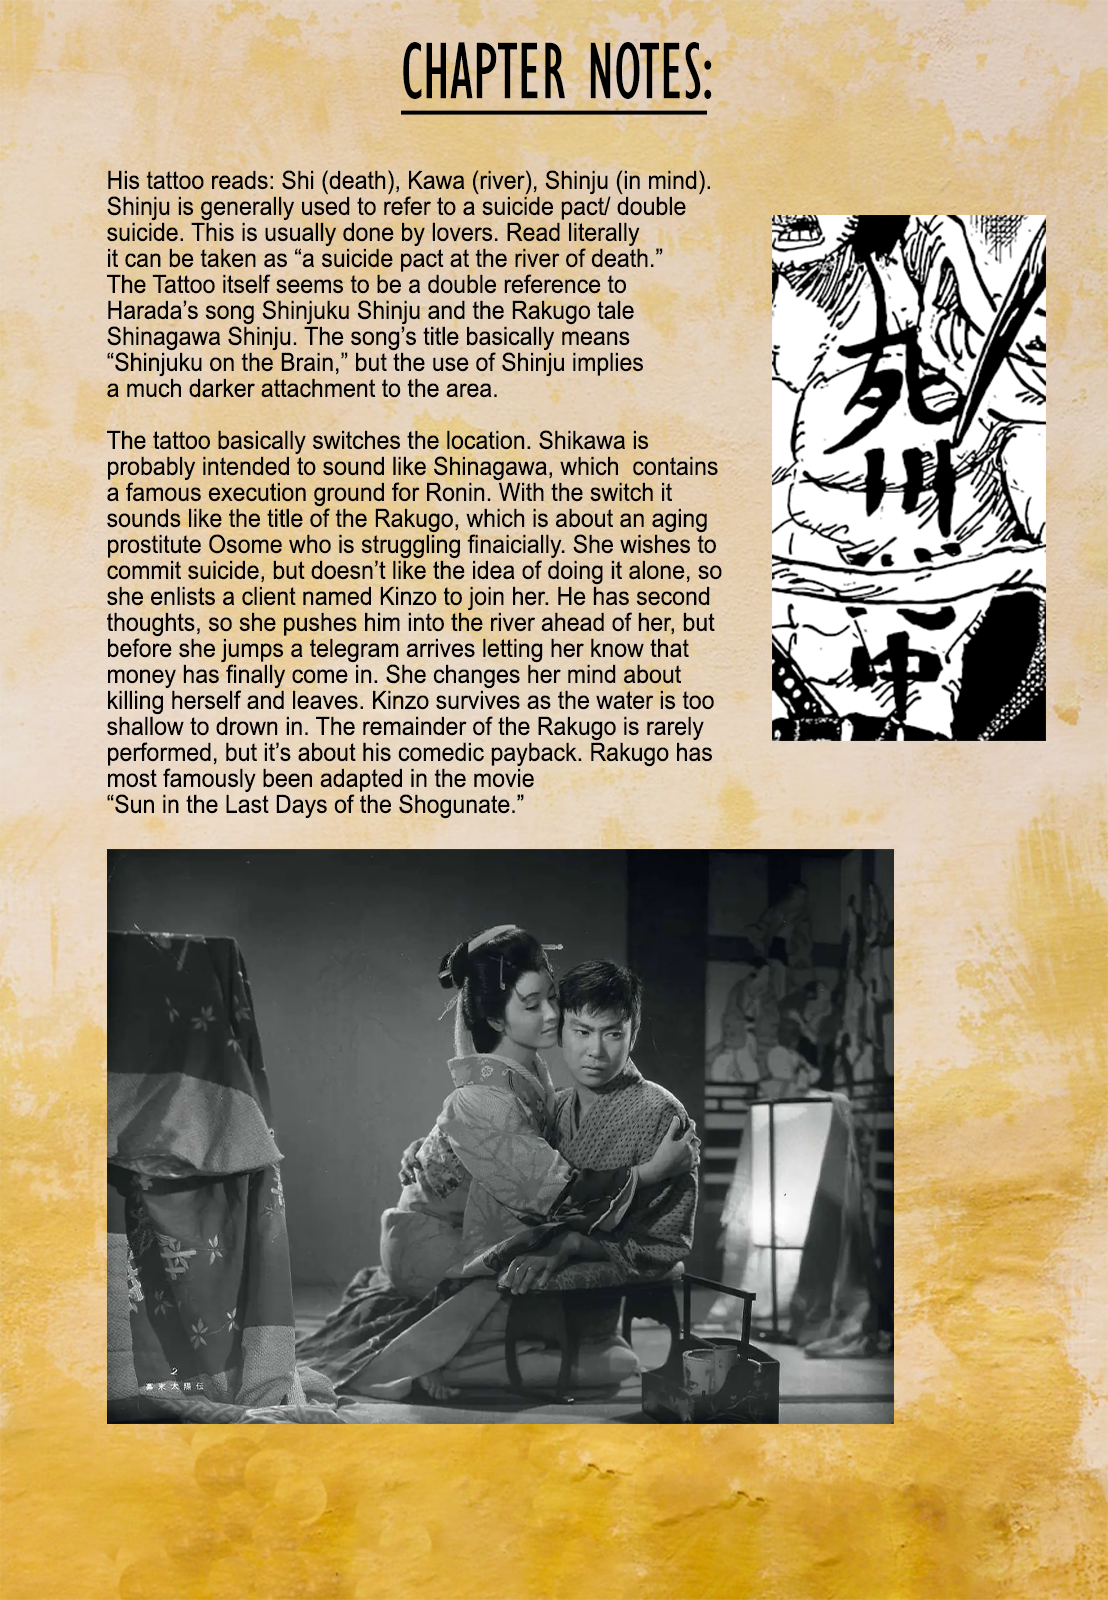 CHAPTER NOTES:
His tattoo reads: Shi (death), Kawa (river), Shinju (in mind).
Shinju is generally used to refer to a suicide pact/ double
suicide. This is usually done by lovers. Read literally
it can be taken as “a suicide pact at the river of death.”
The Tattoo itself seems to be a double reference to
Harada’s song Shinjuku Shinju and the Rakugo tale
Shinagawa Shinju. The song’s title basically means
“Shinjuku on the Brain,” but the use of Shinju implies
a much darker attachment to the area.
The tattoo basically switches the location. Shikawa is
probably intended to sound like Shinagawa, which  contains
a famous execution ground for Ronin. With the switch it
sounds like the title of the Rakugo, which is about an aging
prostitute Osome who is struggling finaicially. She wishes to
commit suicide, but doesn’t like the idea of doing it alone, so
she enlists a client named Kinzo to join her. He has second
thoughts, so she pushes him into the river ahead of her, but
before she jumps a telegram arrives letting her know that
money has finally come in. She changes her mind about
killing herself and leaves. Kinzo survives as the water is too
shallow to drown in. The remainder of the Rakugo is rarely
performed, but it’s about his comedic payback. Rakugo has
most famously been adapted in the movie
“Sun in the Last Days of the Shogunate.”
死
川
心
中
2
幕末太陽伝